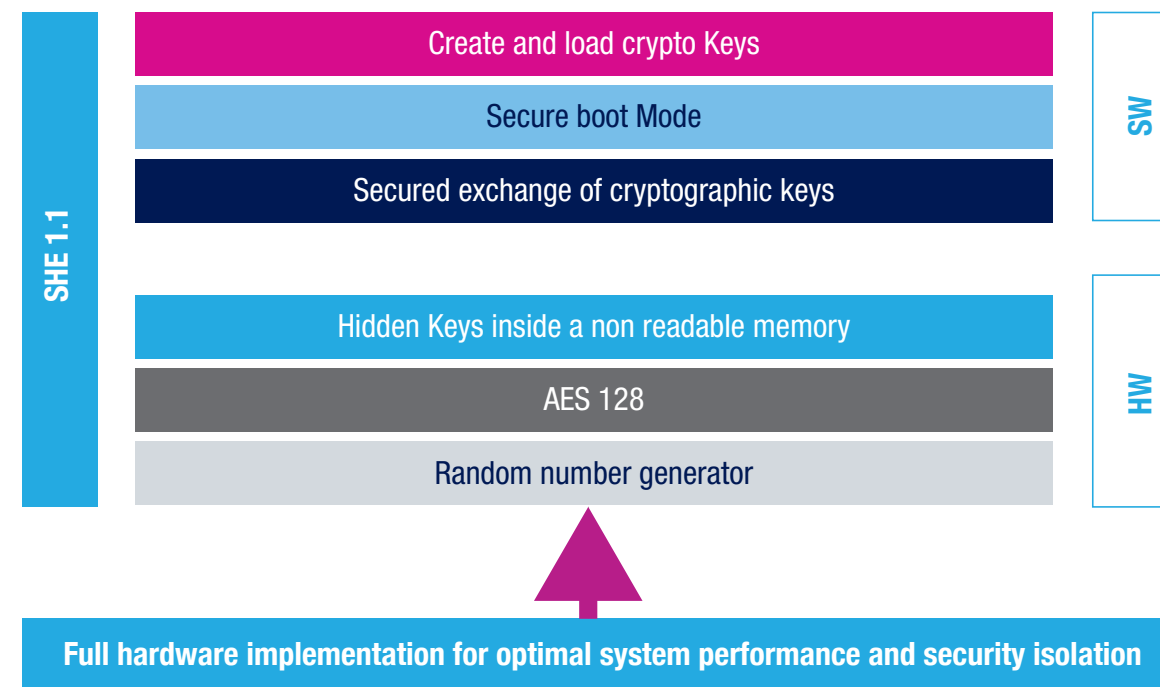 SHE 1.1
Create and load crypto Keys
Secure boot Mode
Secured exchange of cryptographic keys
SW
Hidden Keys inside a non readable memory
AES 128
Random number generator
HW
Full hardware implementation for optimal system performance and security isolation